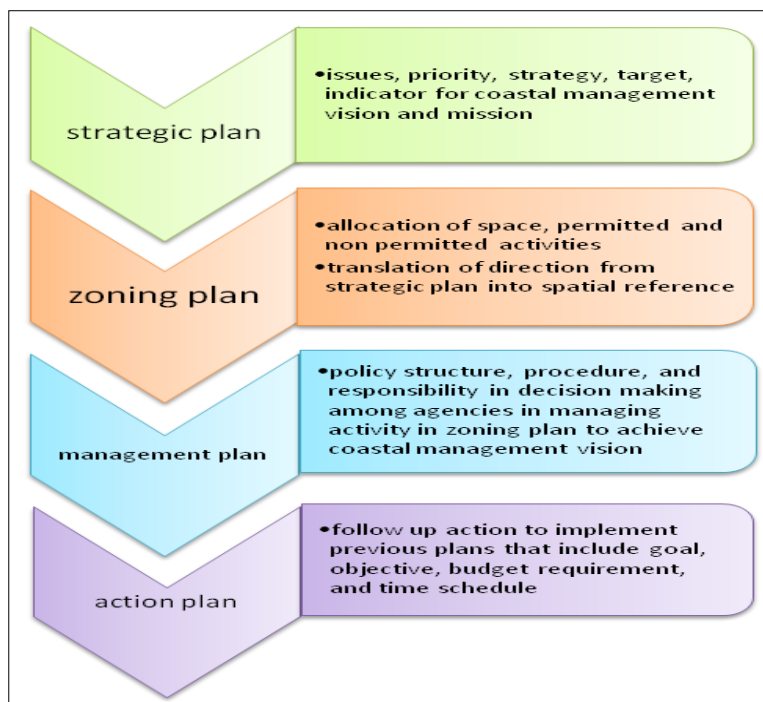 strategic plan
•issues, priority, strategy, target,
indicator for coastal management
vision and mission
zoning plan
•allocation of space, permitted and
non permitted activities
•translation of direction from
strategic plan into spatial reference
management plan
•policy structure, procedure, and
responsibility in decision making
among agencies in managing
activity in zoning plan to achieve
coastal management vision
action plan
•follow up action to implement
previous plans that include goal,
objective, budget requirement,
and time schedule